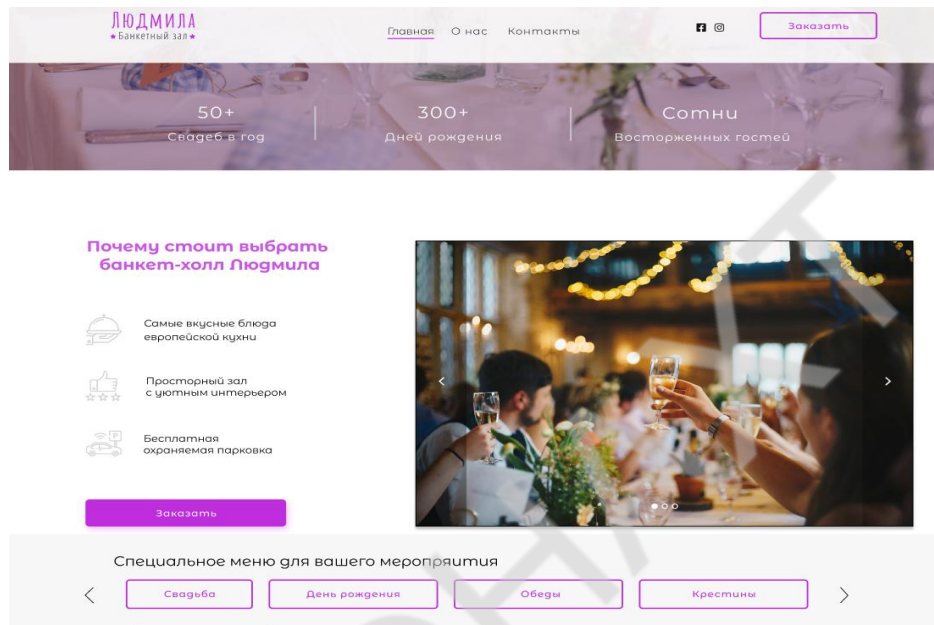 Людмила
★Банкетный зал★
Главная О нас Контакты
Заказать
50+
Свадеб в год
300+
Дней рождения
Сотни
Восторженных гостей
Почему стоит выбрать
банкет-холл Людмила
Самые вкусные блюда
европейской кухни
Просторный зал
с уютным интерьером
Бесплатная
охраняемая парковка
P
Заказать
Специальное меню для вашего меропряития
Свадьба День рождения Обеды Крестины